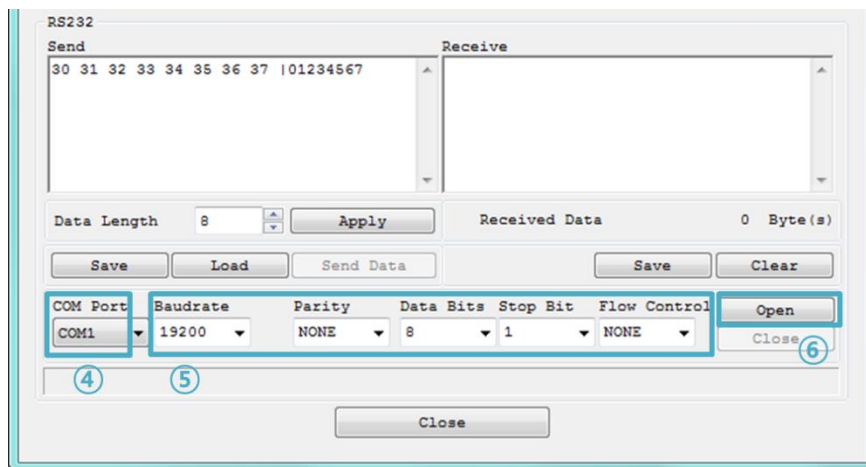 RS232
Send Receive
30 31 32 33 34 35 36 37 |01234567
Data Length 8 Apply Received Data 0 Byte(s)
Save Load Send Data Save Clear
COM Port Baudrate Parity Data Bits Stop Bit Flow Control Open
COM1 19200 NONE 8 1 NONE Close
④ ⑤ ⑥
Close